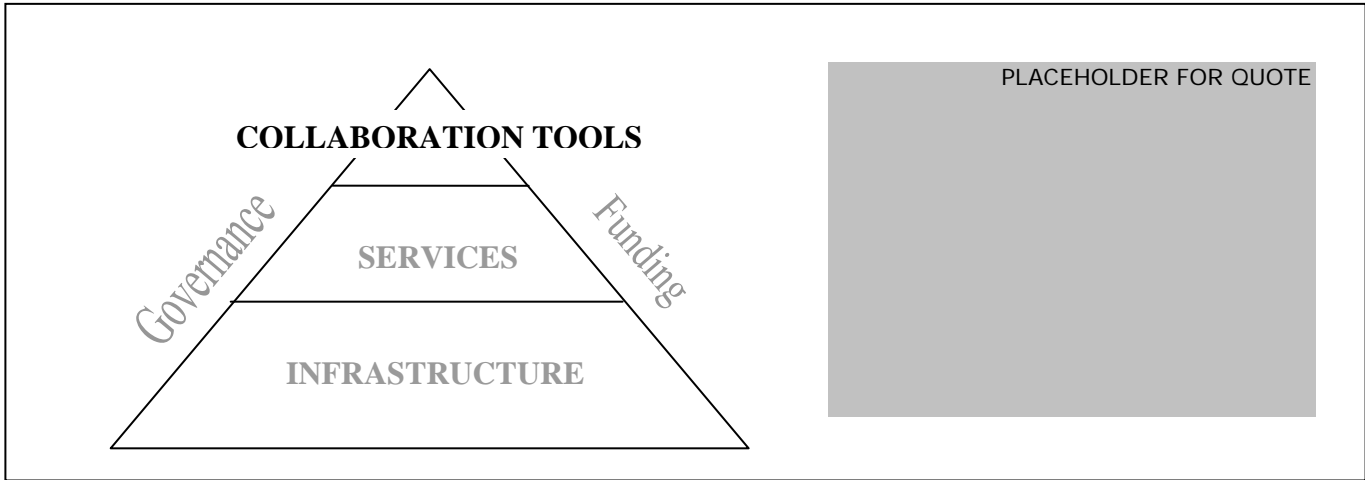 PLACEHOLDER FOR QUOTE
COLLABORATION TOOLS
Governance
Funding
SERVICES
INFRASTRUCTURE